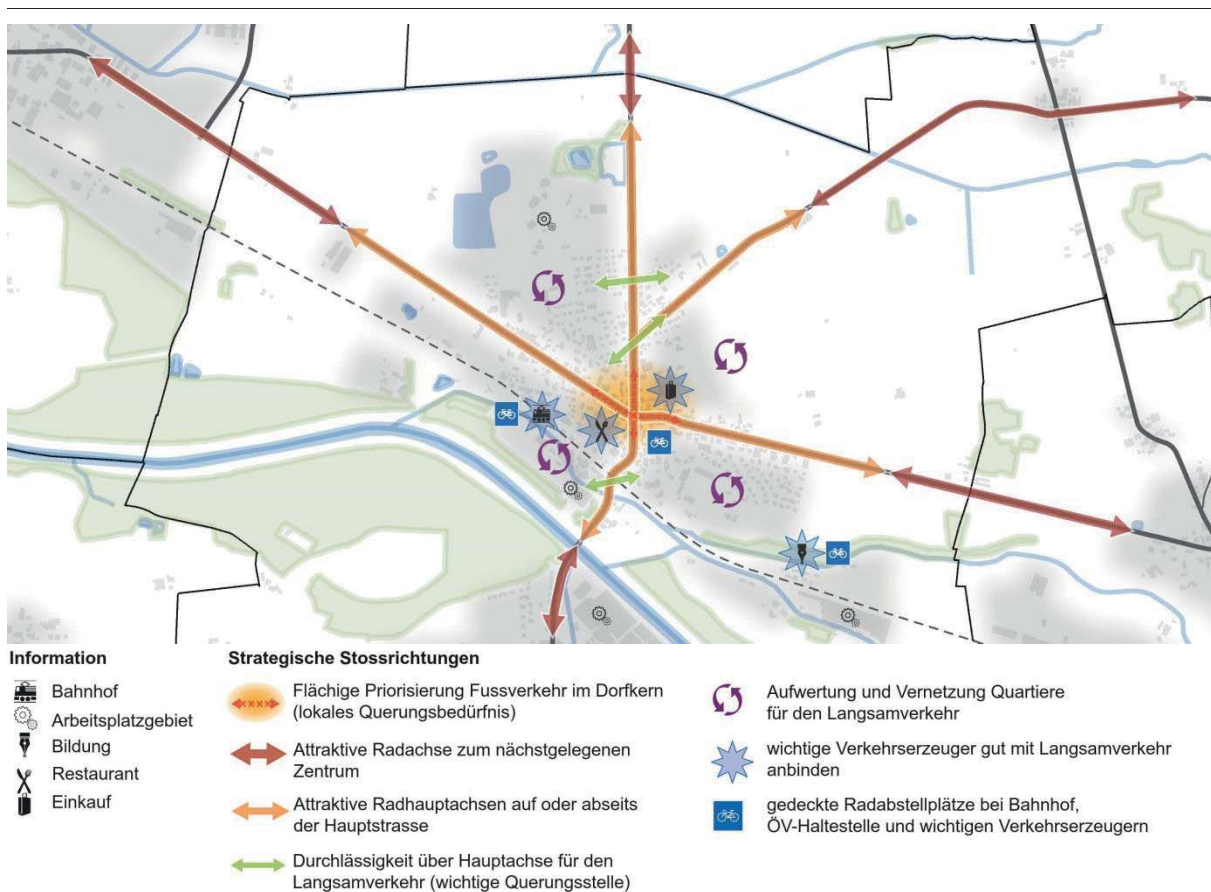 Information
Bahnhof
Arbeitsplatzgebiet
Bildung
Restaurant
Einkauf
Strategische Stossrichtungen
Flächige Priorisierung Fussverkehr im Dorfkern
(lokales Querungsbedürfnis)
Attraktive Radachse zum nächstgelegenen
Zentrum
Attraktive Radhauptachsen auf oder abseits
der Hauptstrasse
Durchlässigkeit über Hauptachse für den
Langsamverkehr (wichtige Querungsstelle)
Aufwertung und Vernetzung Quartiere
für den Langsamverkehr
wichtige Verkehrserzeuger gut mit Langsamverkehr
anbinden
gedeckte Radabstellplätze bei Bahnhof,
ÖV-Haltestelle und wichtigen Verkehrserzeugern